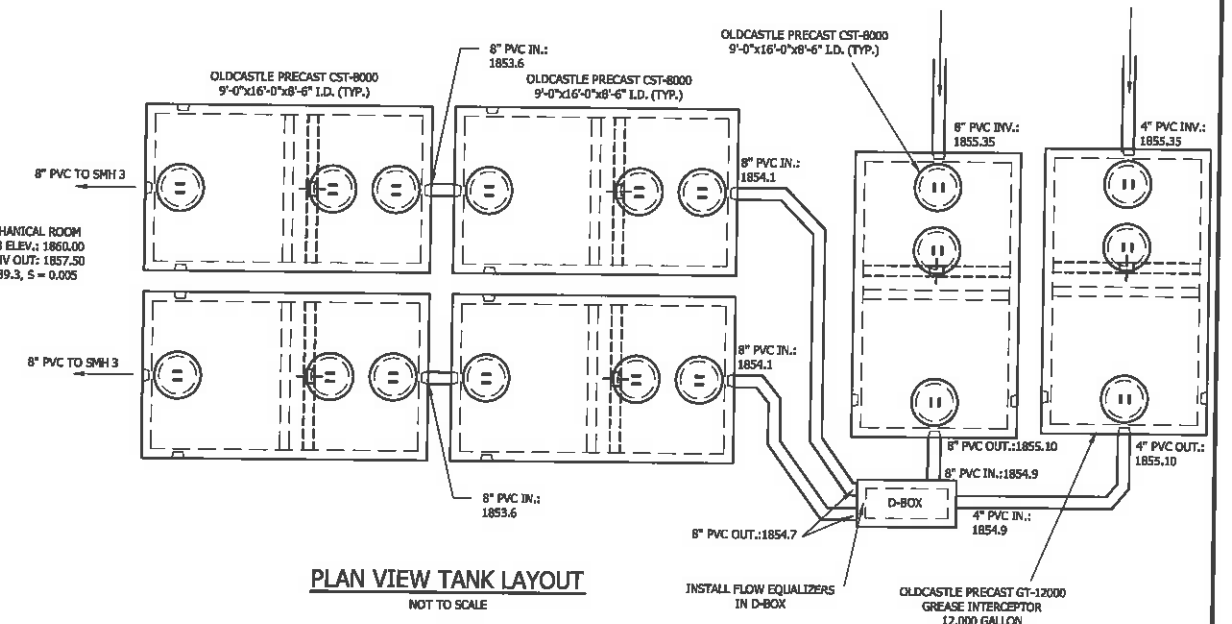 OLDCASTLE PRECAST CST-8000
9'-0"x16'-0"x8'-6" I.D. (TYP.)
8" PVC IN.:
1853.6
OLDCASTLE PRECAST CST-8000
9'-0"x16'-0"x8'-6" I.D. (TYP.)
OLDCASTLE PRECAST CST-8000
9'-0"x16'-0"x8'-6" I.D. (TYP.)
8" PVC INV.:
1855.35
4" PVC INV.:
1855.35
8" PVC TO SMH 3
8" PVC IN.:
1854.1
HANICAL ROOM
ELEV.: 1860.00
V OUT: 1857.50
39.3, S = 0.005
8" PVC TO SMH 3
8" PVC IN.:
1854.1
8" PVC OUT.:1855.10
4" PVC OUT.:
1855.10
8" PVC IN.:1854.9
D-BOX
4" PVC IN.:
1854.9
8" PVC IN.:
1853.6
8" PVC OUT.:1854.7
PLAN VIEW TANK LAYOUT
NOT TO SCALE
INSTALL FLOW EQUALIZERS
IN D-BOX
OLDCASTLE PRECAST GT-12000
GREASE INTERCEPTOR
12,000 GALLON